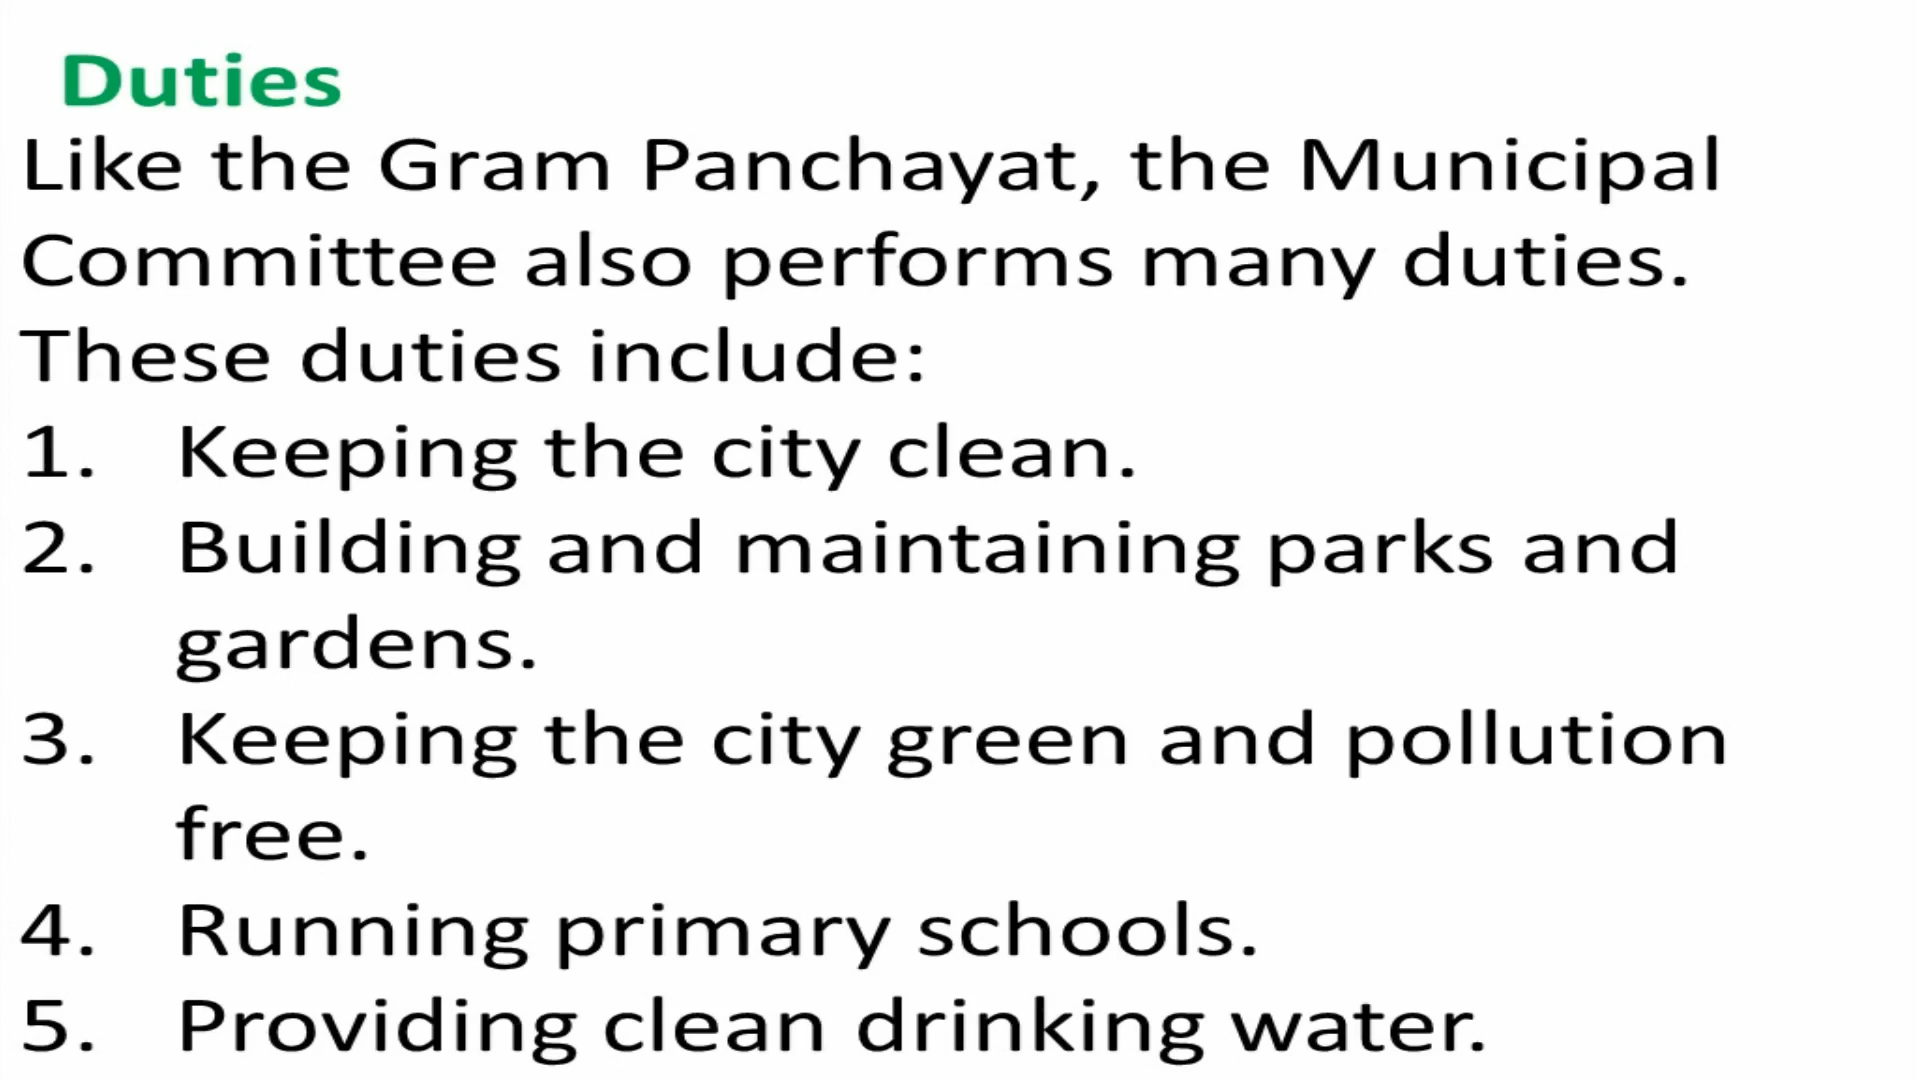 Duties
Like the Gram Panchayat, the Municipal
Committee also performs many duties.
These duties include:
1. Keeping the city clean.
2. Building and maintaining parks and
gardens.
3. Keeping the city green and pollution
free.
4. Running primary schools.
5. Providing clean drinking water.